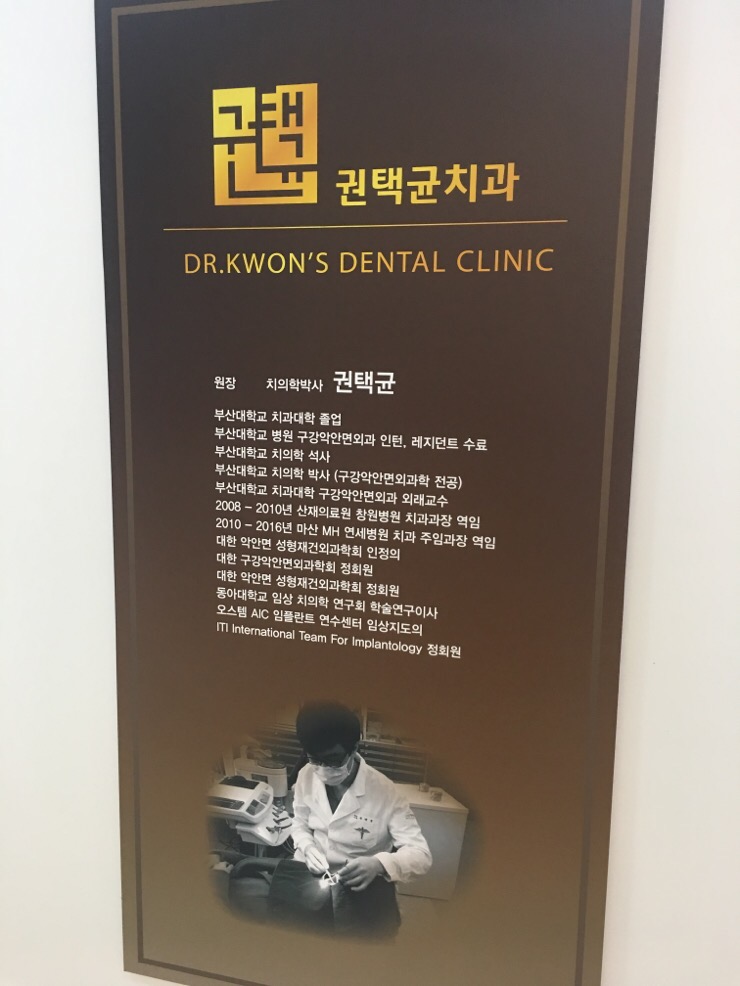 권택균
권택균치과
DR.KWON'S DENTAL CLINIC
원장 치의학박사 권택균
부산대학교 치과대학 졸업
부산대학교 병원 구강악안면외과 인턴, 레지던트 수료
부산대학교 치의학 석사
부산대학교 치의학 박사 (구강악안면외과학 전공)
부산대학교 치과대학 구강악안면외과 외래교수
2008 - 2010년 산재의료원 창원병원 치과과장 역임
2010 - 2016년 마산 MH 연세병원 치과 주임과장 역임
대한 악안면 성형재건외과학회 인정의
대한 구강악안면외과학회 정회원
대한 악안면 성형재건외과학회 정회원
동아대학교 임상 치의학 연구회 학술연구이사
오스템 AIC 임플란트 연수센터 임상지도의
ITI International Team For Implantology 정회원